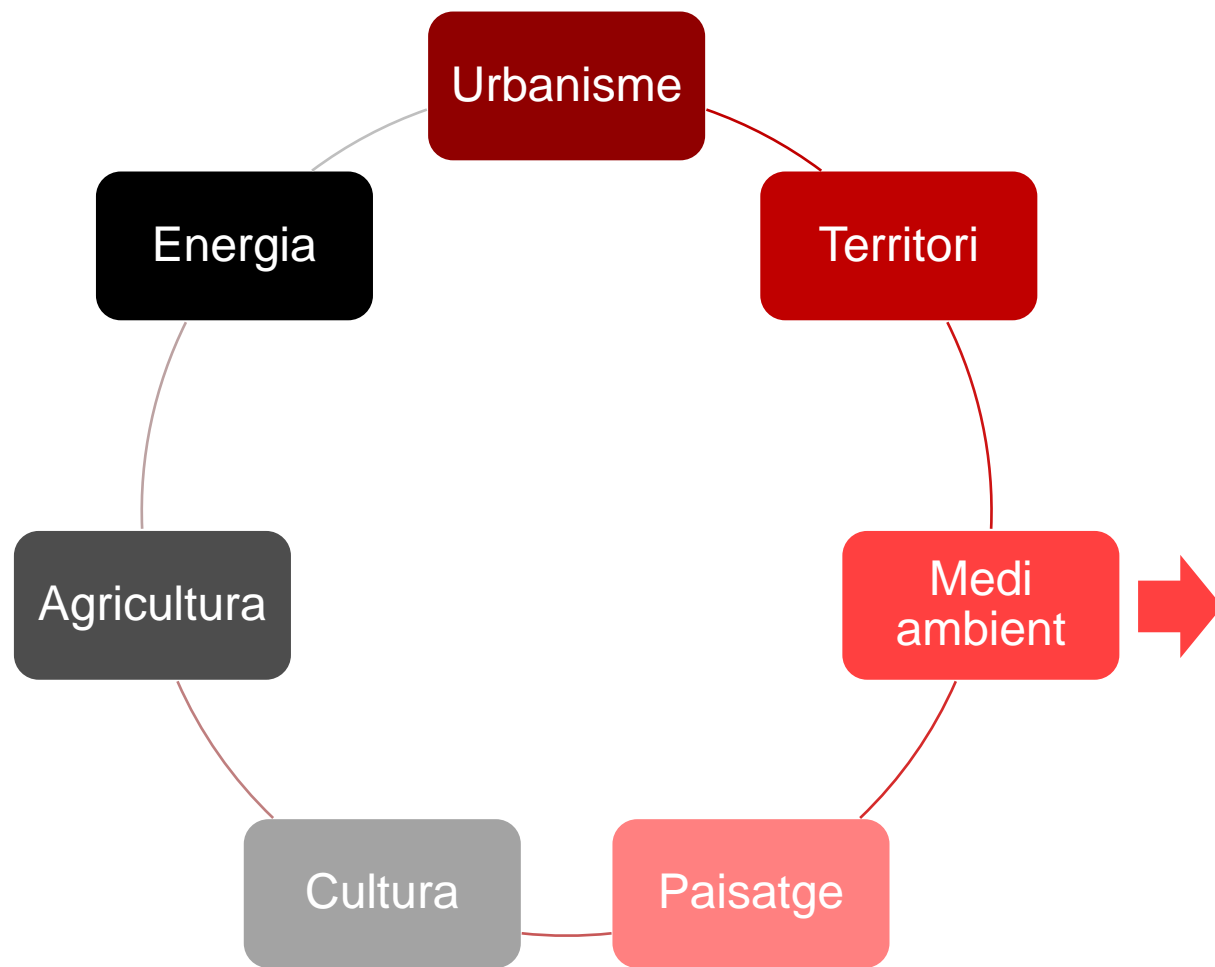 Urbanisme
Energia
Territori
Agricultura
Medi
ambient
Cultura
Paisatge